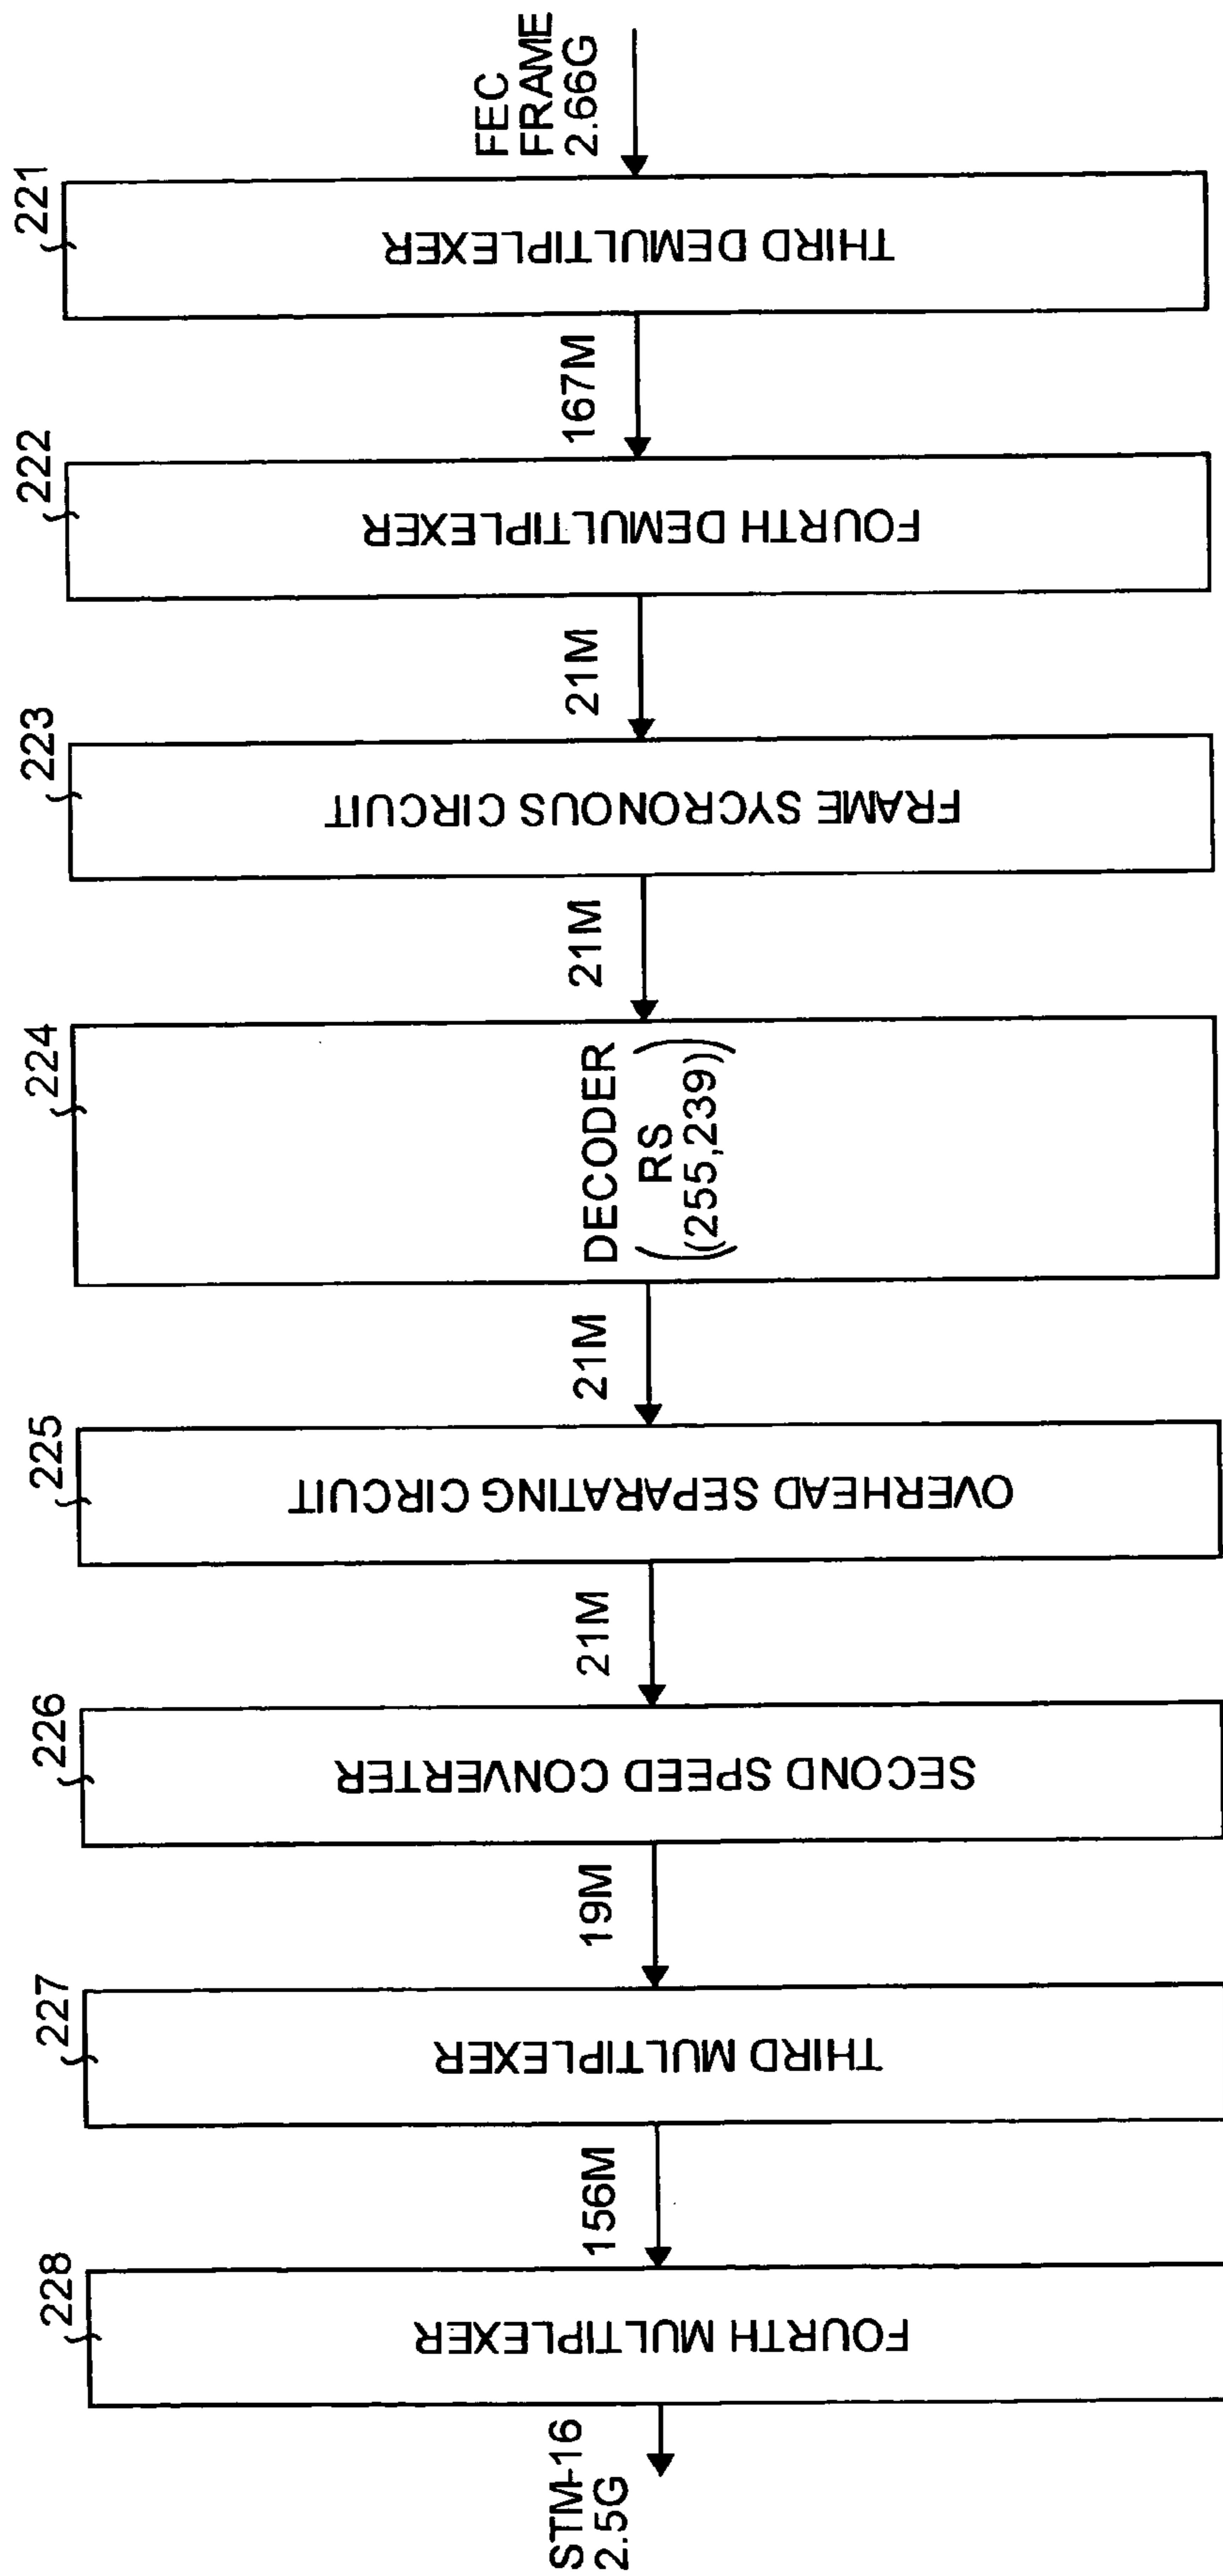 FEC
FRAME
2.66G
221
THIRD DEMULTIPLEXER
167M
222
FOURTH DEMULTIPLEXER
21M
223
FRAME SYCRONOUS CIRCUIT
21M
224
DECODER
RS
(255,239)
21M
225
OVERHEAD SEPARATING CIRCUIT
21M
226
SECOND SPEED CONVERTER
19M
227
THIRD MULTIPLEXER
156M
228
FOURTH MULTIPLEXER
STM-16
2.5G